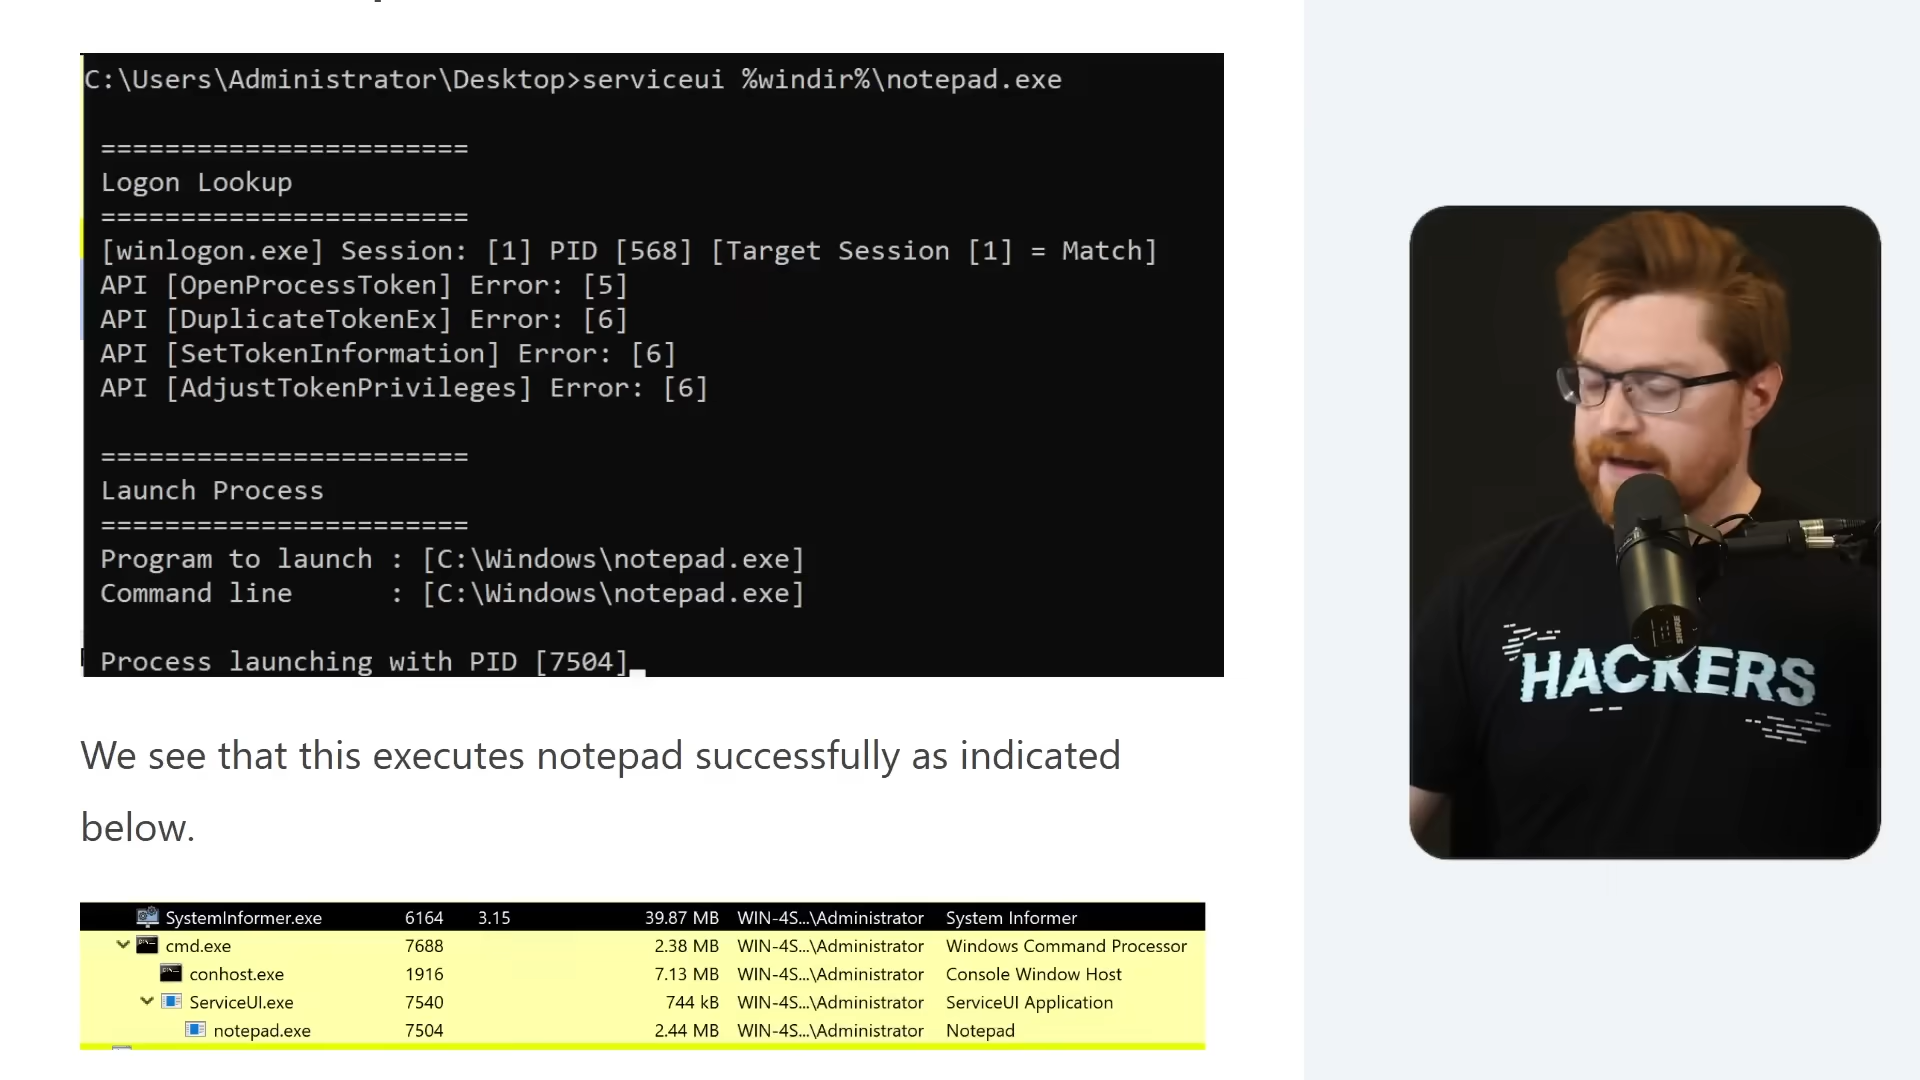 C:\Users\Administrator\Desktop>serviceui %windir%\notepad.exe
=======================
Logon Lookup
=======================
[winlogon.exe] Session: [1] PID [568] [Target Session [1] = Match]
API [OpenProcessToken] Error: [5]
API [DuplicateTokenEx] Error: [6]
API [SetTokenInformation] Error: [6]
API [AdjustTokenPrivileges] Error: [6]
=======================
Launch Process
=======================
Program to launch : [C:\Windows\notepad.exe]
Command line      : [C:\Windows\notepad.exe]
Process launching with PID [7504]
We see that this executes notepad successfully as indicated
below.
SystemInformer.exe 6164 3.15 39.87 MB WIN-4S...\Administrator System Informer
cmd.exe 7688 2.38 MB WIN-4S...\Administrator Windows Command Processor
conhost.exe 1916 7.13 MB WIN-4S...\Administrator Console Window Host
ServiceUI.exe 7540 744 kB WIN-4S...\Administrator ServiceUI Application
notepad.exe 7504 2.44 MB WIN-4S...\Administrator Notepad
SHURE
HACKERS